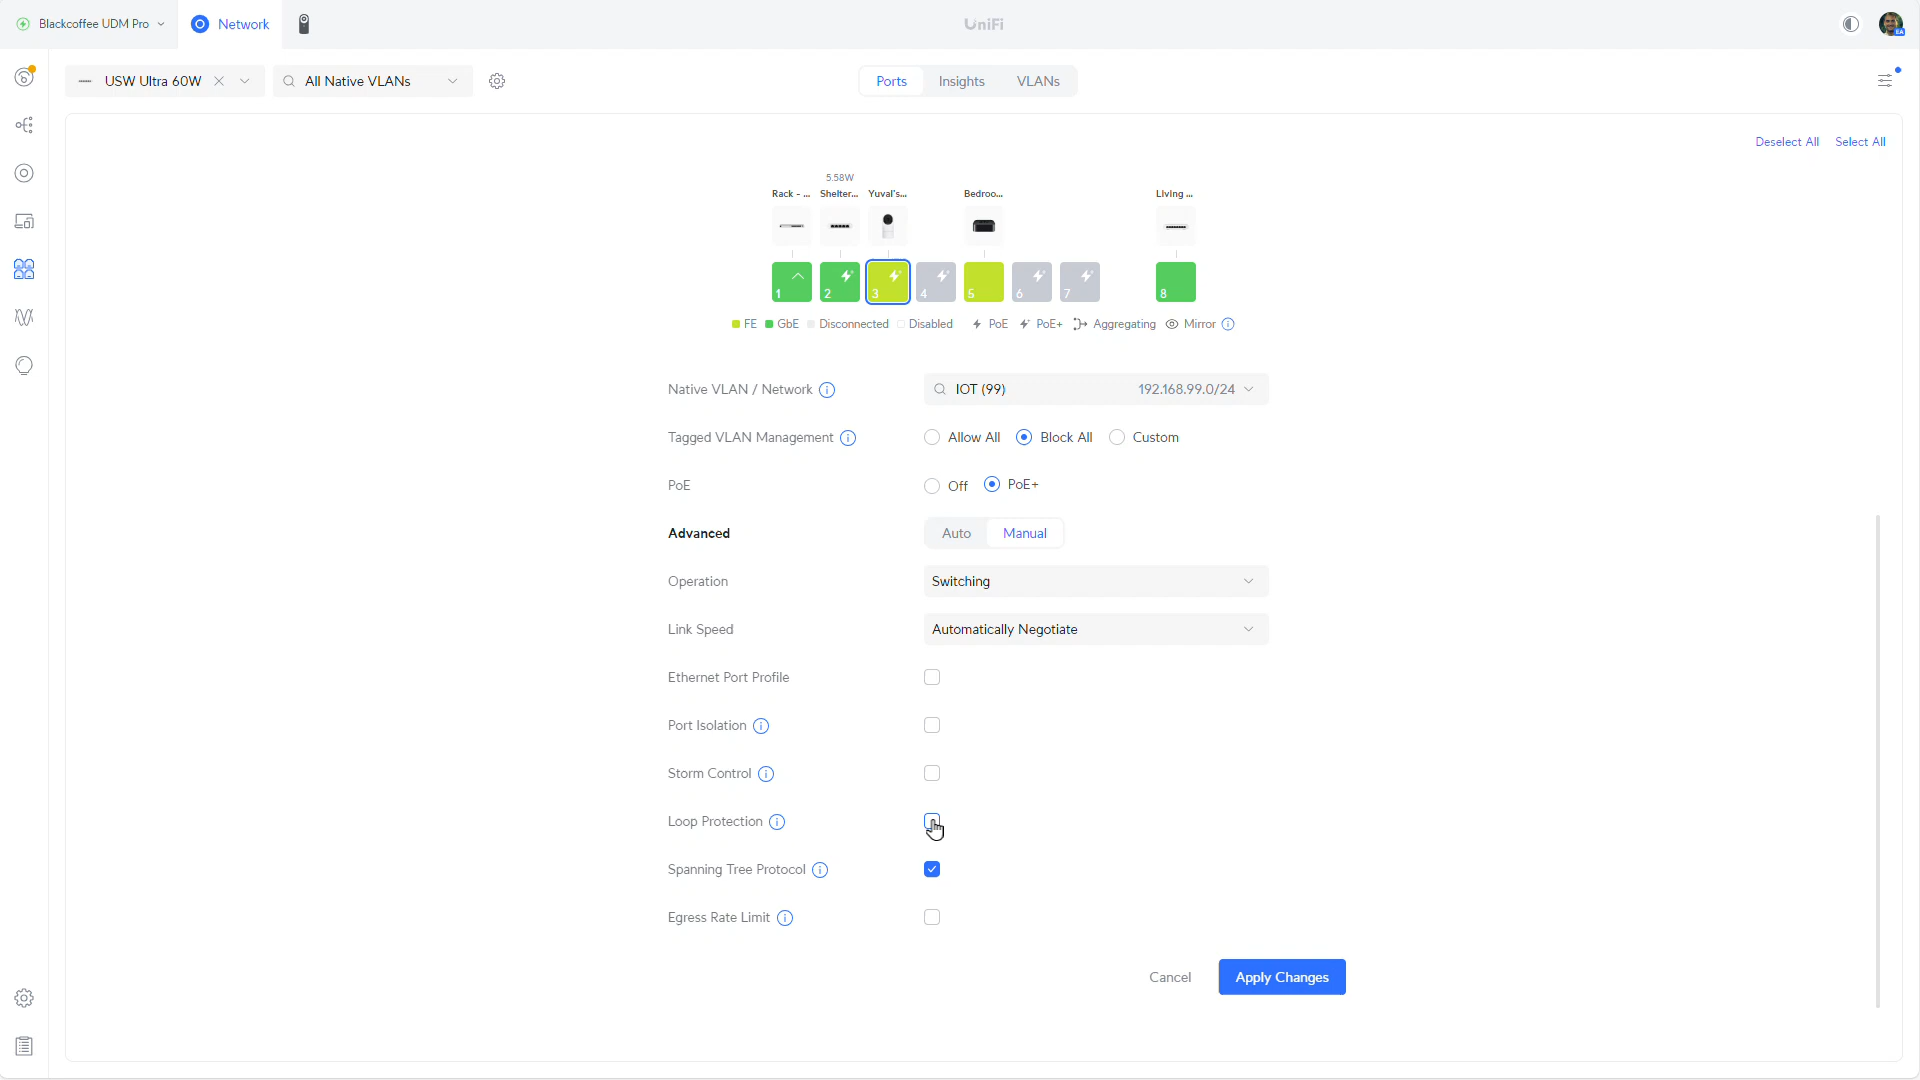 Blackcoffee UDM Pro
Network
UniFi
EA
USW Ultra 60W
All Native VLANs
Ports
Insights
VLANs
Deselect All
Select All
5.58W
Rack - ...
Shelter...
Yuval's...
Bedroo...
Living ...
1
2
3
4
5
6
7
8
FE
GbE
Disconnected
Disabled
PoE
PoE+
Aggregating
Mirror
Native VLAN / Network
IOT (99)
192.168.99.0/24
Tagged VLAN Management
Allow All
Block All
Custom
PoE
Off
PoE+
Advanced
Auto
Manual
Operation
Switching
Link Speed
Automatically Negotiate
Ethernet Port Profile
Port Isolation
Storm Control
Loop Protection
Spanning Tree Protocol
Egress Rate Limit
Cancel
Apply Changes